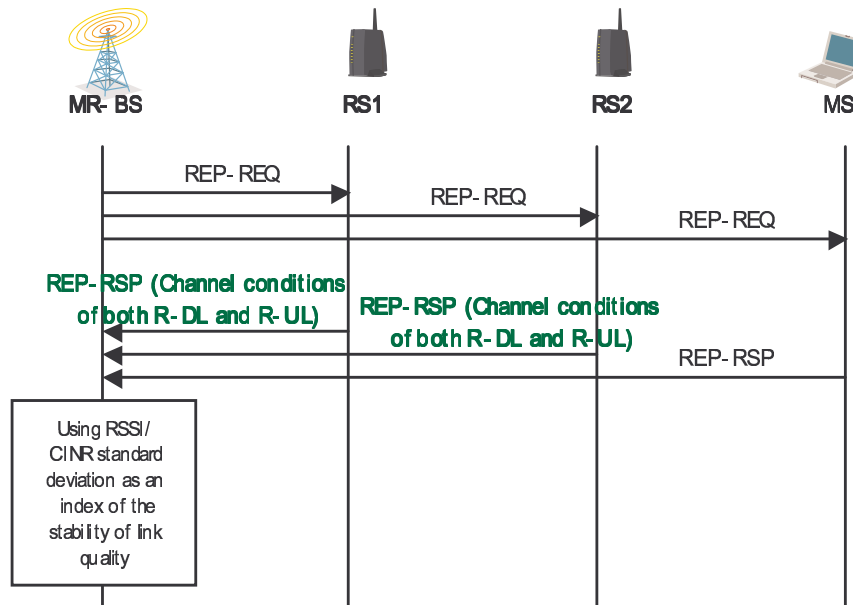 MR- BS
RS1
RS2
MS
REP- REQ
REP- REQ
REP- REQ
REP- RSP (Channel conditions
of both R- DL and R- UL)
REP- RSP (Channel conditions
of both R- DL and R- UL)
REP- RSP
Using RSSI/
CINR standard
deviation as an
index of the
stability of link
quality